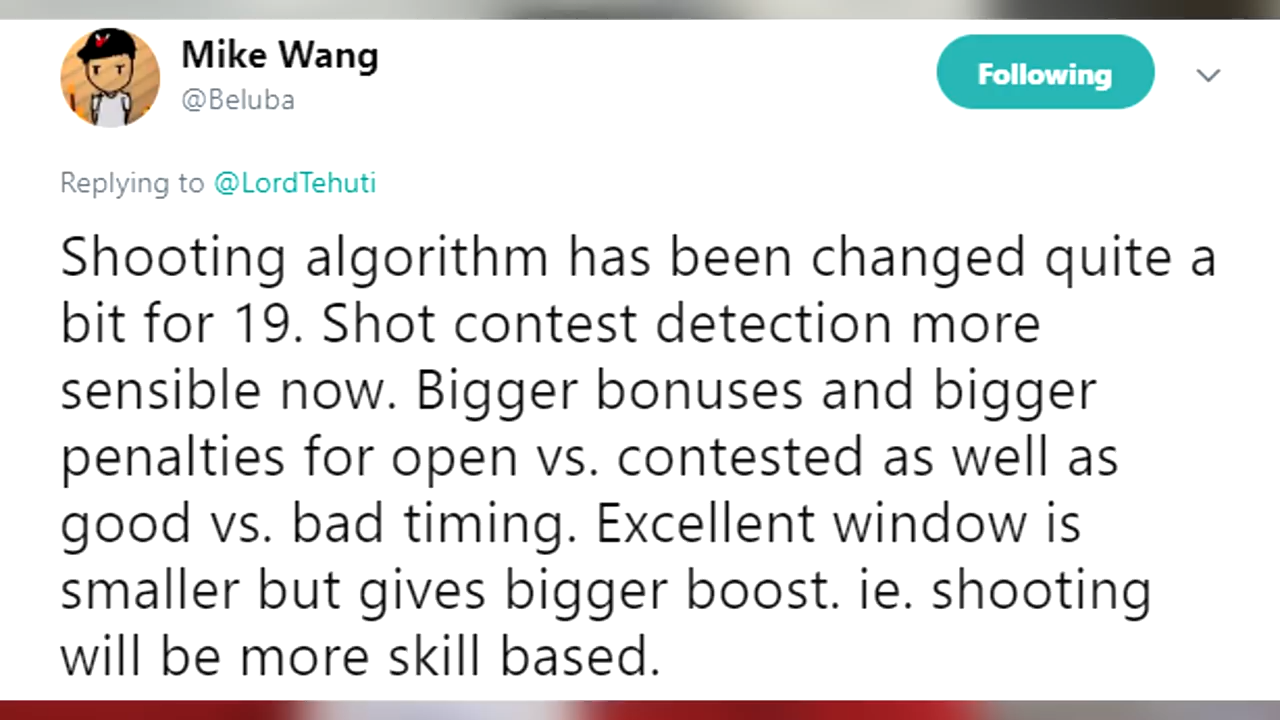 Mike Wang
@Beluba
Following
Replying to @LordTehuti
Shooting algorithm has been changed quite a
bit for 19. Shot contest detection more
sensible now. Bigger bonuses and bigger
penalties for open vs. contested as well as
good vs. bad timing. Excellent window is
smaller but gives bigger boost. ie. shooting
will be more skill based.